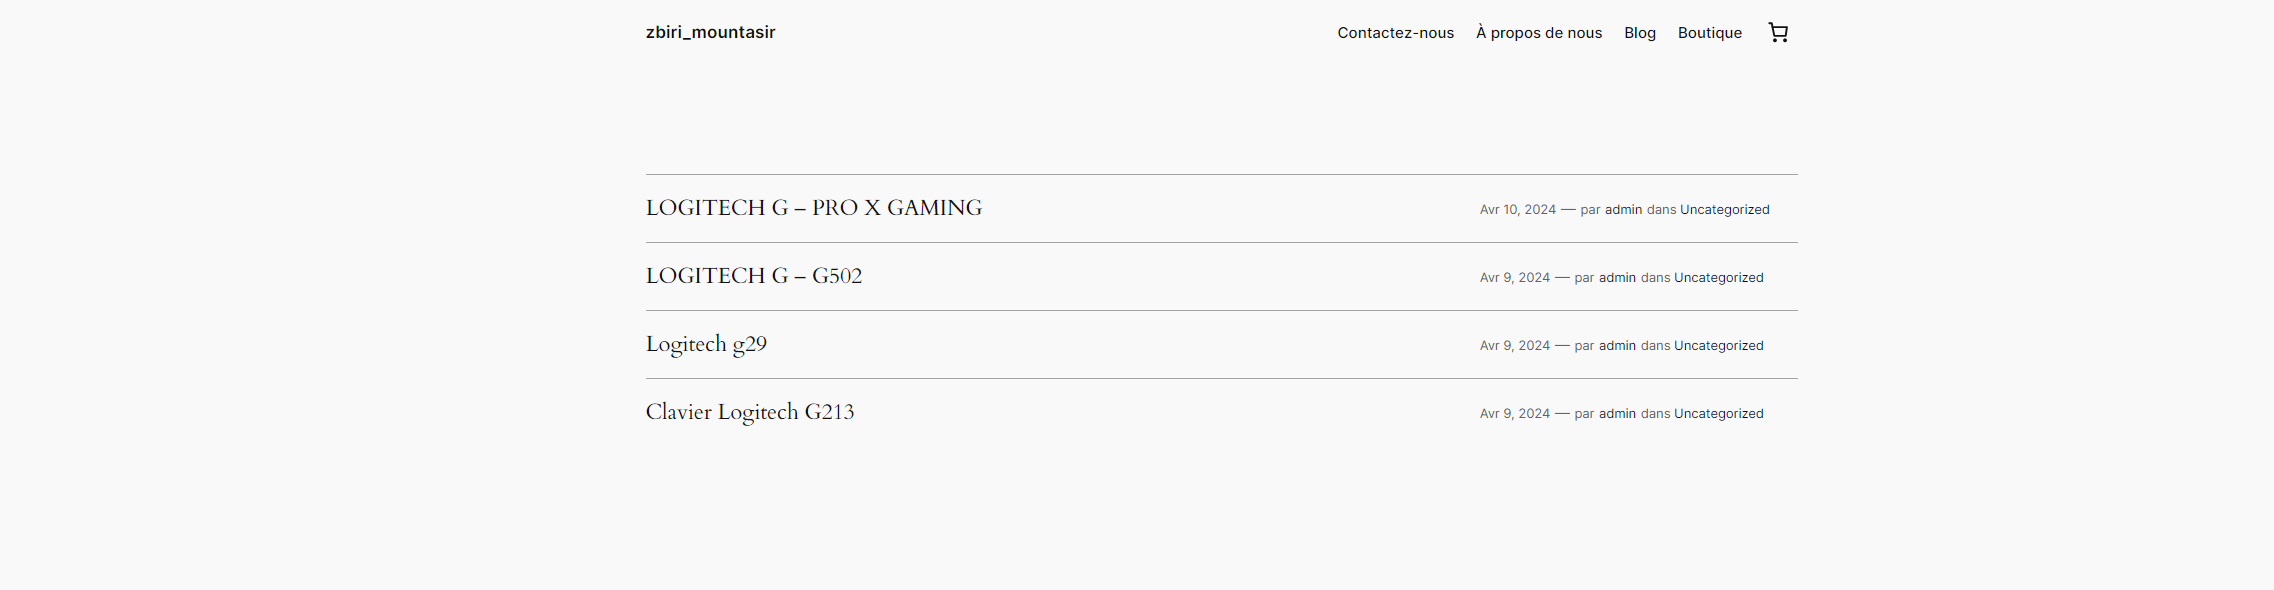 zbiri_mountasir Contactez-nous À propos de nous Blog Boutique
LOGITECH G – PRO X GAMING Avr 10, 2024 — par admin dans Uncategorized
LOGITECH G – G502 Avr 9, 2024 — par admin dans Uncategorized
Logitech g29 Avr 9, 2024 — par admin dans Uncategorized
Clavier Logitech G213 Avr 9, 2024 — par admin dans Uncategorized